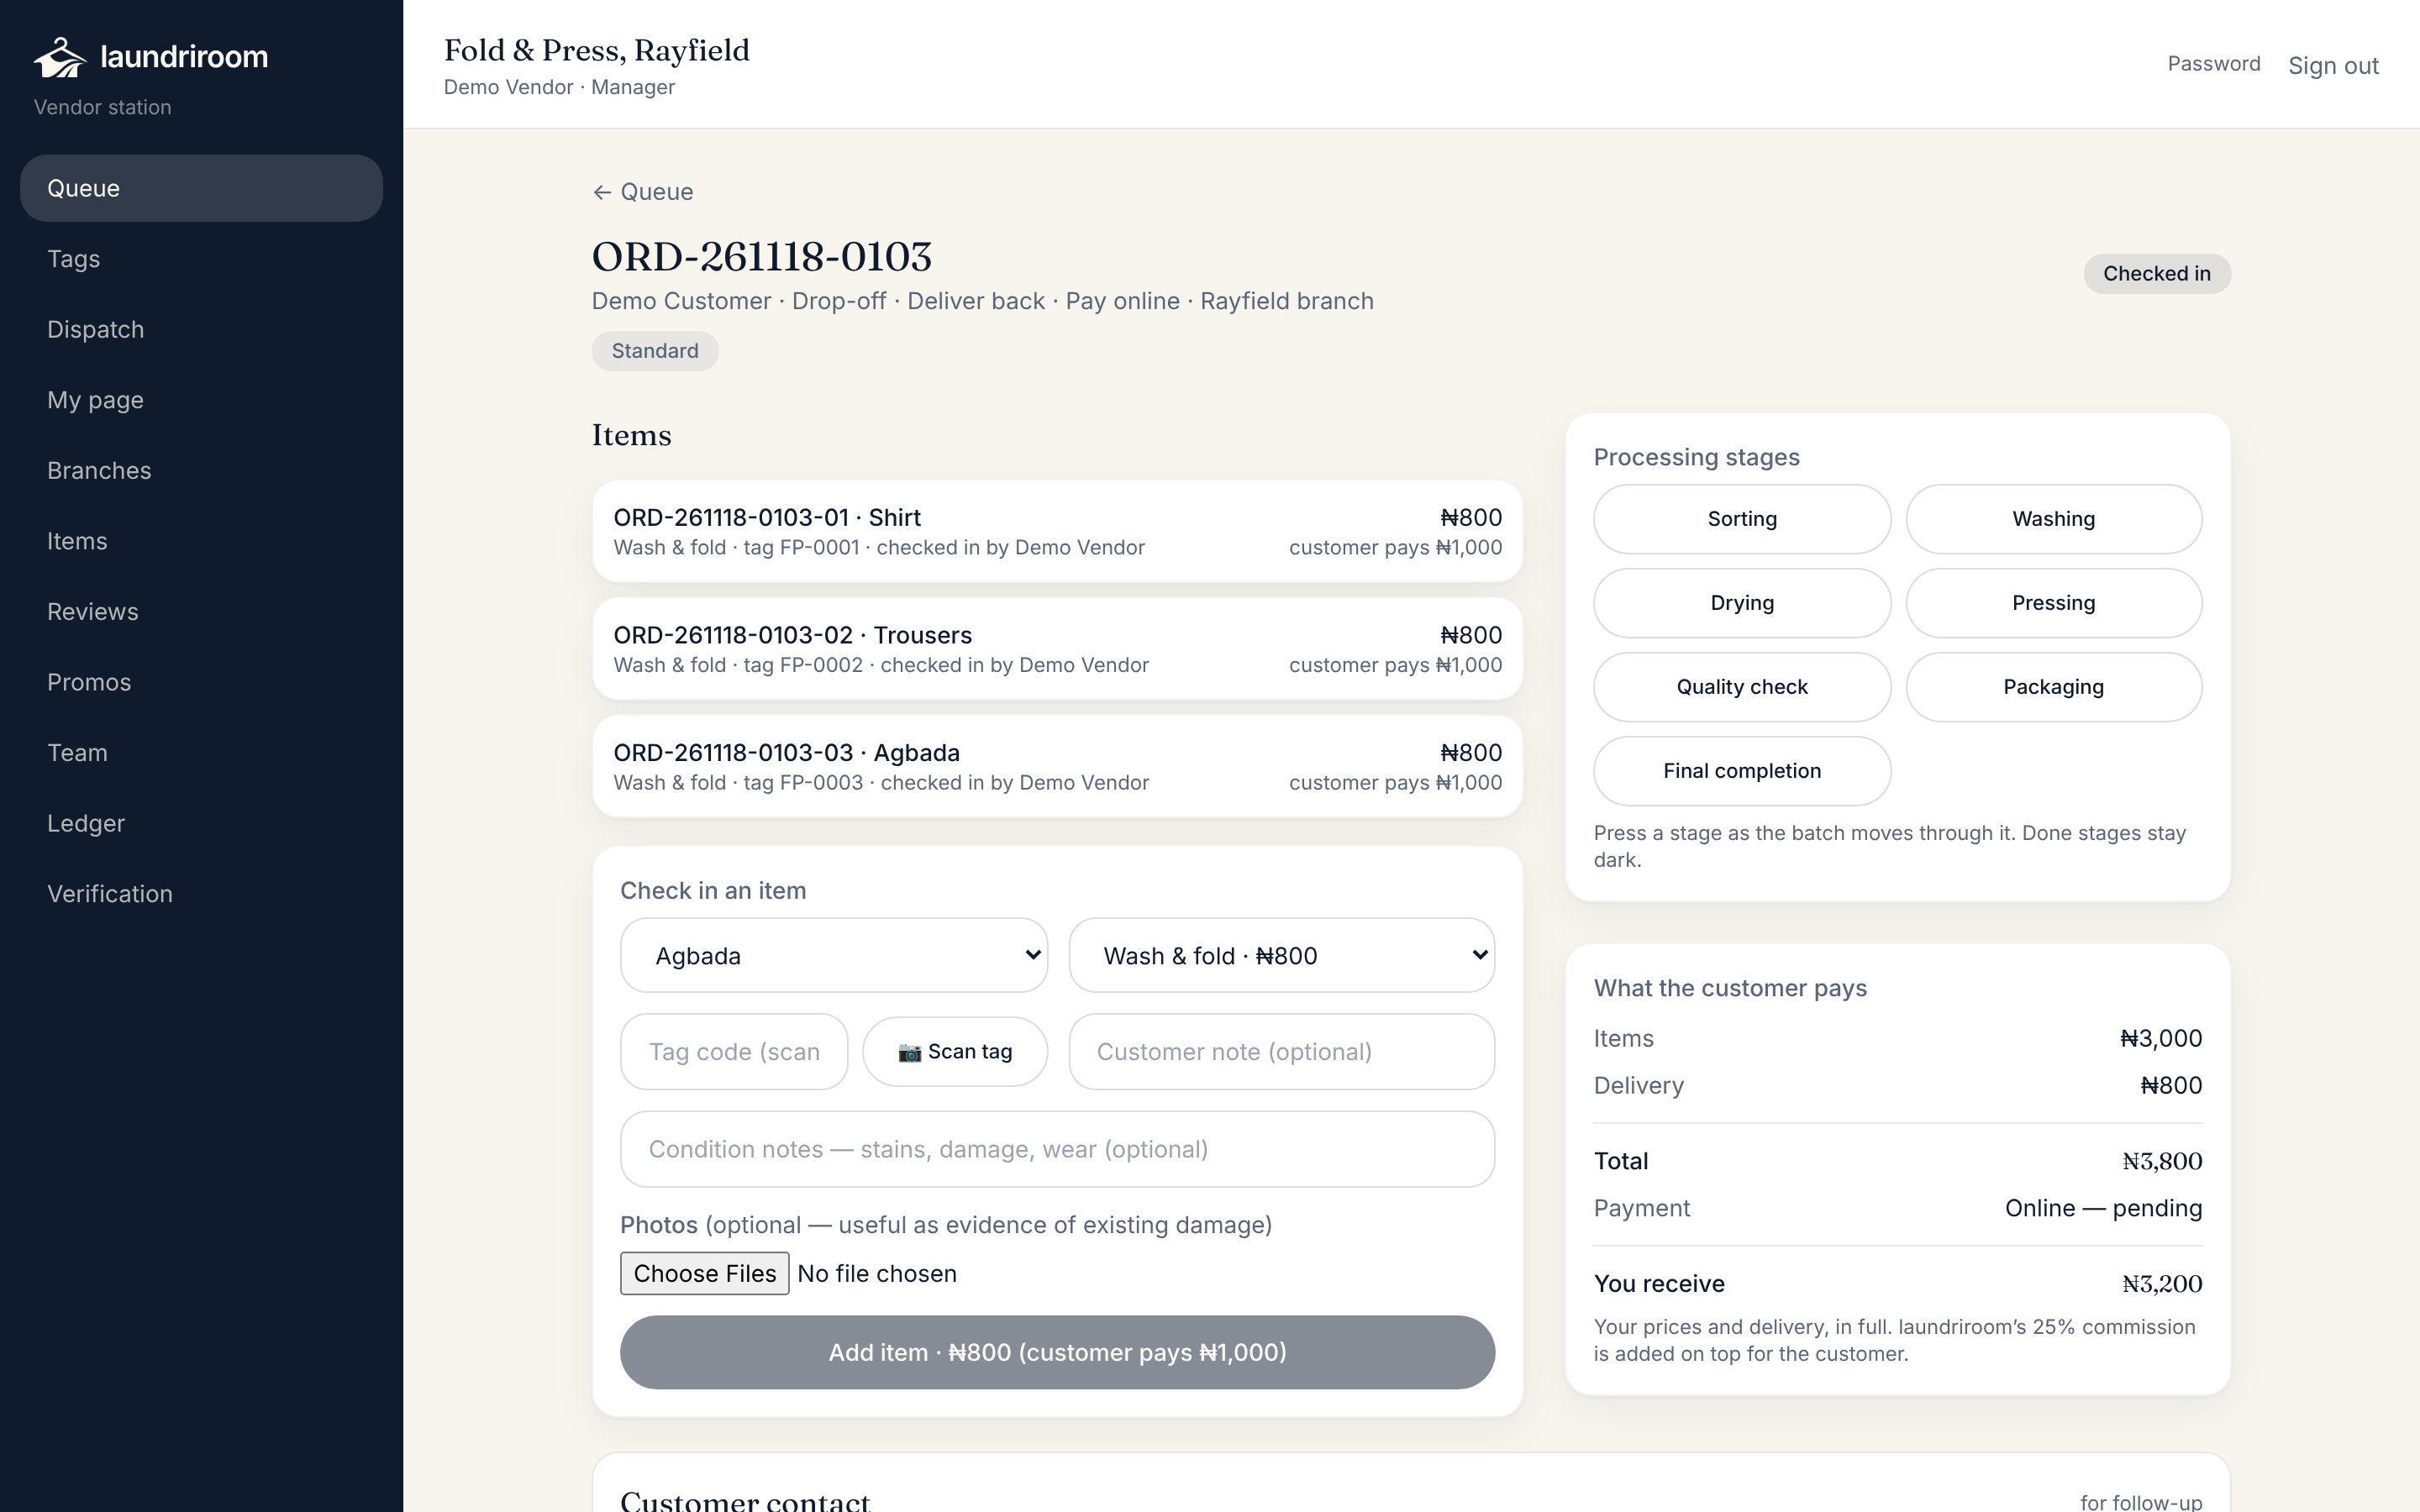 laundriroom
Vendor station
Queue
Tags
Dispatch
My page
Branches
Items
Reviews
Promos
Team
Ledger
Verification
Fold & Press, Rayfield
Demo Vendor · Manager
Password
Sign out
← Queue
ORD-261118-0103
Demo Customer · Drop-off · Deliver back · Pay online · Rayfield branch
Standard
Checked in
Items
ORD-261118-0103-01 · Shirt ₦800
Wash & fold · tag FP-0001 · checked in by Demo Vendor customer pays ₦1,000
ORD-261118-0103-02 · Trousers ₦800
Wash & fold · tag FP-0002 · checked in by Demo Vendor customer pays ₦1,000
ORD-261118-0103-03 · Agbada ₦800
Wash & fold · tag FP-0003 · checked in by Demo Vendor customer pays ₦1,000
Check in an item
Agbada
Wash & fold · ₦800
Tag code (scan
Scan tag
Customer note (optional)
Condition notes — stains, damage, wear (optional)
Photos (optional — useful as evidence of existing damage)
Choose Files No file chosen
Add item · ₦800 (customer pays ₦1,000)
Processing stages
Sorting
Washing
Drying
Pressing
Quality check
Packaging
Final completion
Press a stage as the batch moves through it. Done stages stay
dark.
What the customer pays
Items ₦3,000
Delivery ₦800
Total ₦3,800
Payment Online — pending
You receive ₦3,200
Your prices and delivery, in full. laundriroom’s 25% commission
is added on top for the customer.
Customer contact
for follow-up